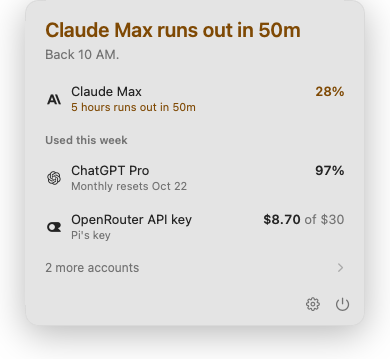 Claude Max runs out in 50m
Back 10 AM.
Claude Max 28%
5 hours runs out in 50m
Used this week
ChatGPT Pro 97%
Monthly resets Oct 22
OpenRouter API key $8.70 of $30
Pi's key
2 more accounts